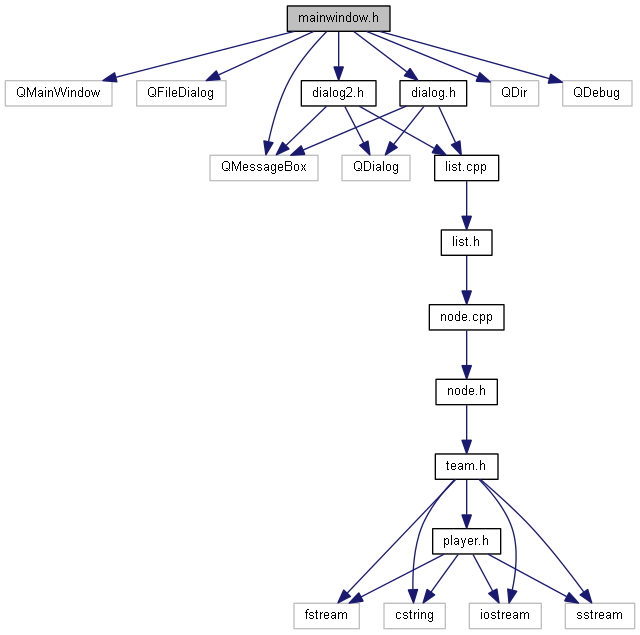 mainwindow.h
QMainWindow
QFileDialog
dialog2.h
dialog.h
QDir
QDebug
QMessageBox
QDialog
list.cpp
list.h
node.cpp
node.h
team.h
player.h
fstream
cstring
iostream
sstream